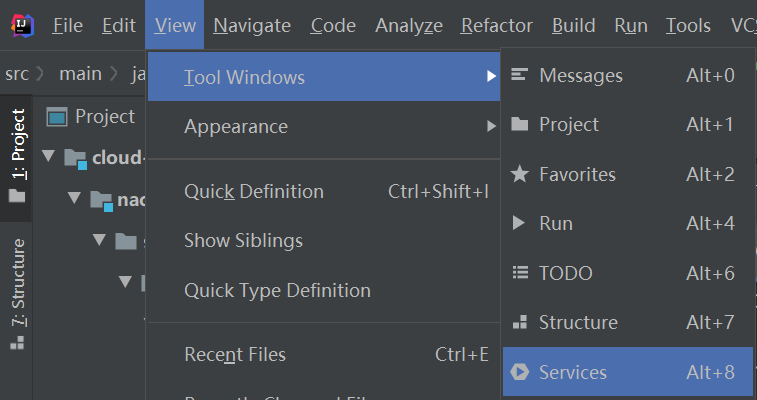 File Edit View Navigate Code Analyze Refactor Build Run Tools VCS
src main ja
Project
cloud-
nac
1: Project
7: Structure
Tool Windows
Appearance
Quick Definition Ctrl+Shift+I
Show Siblings
Quick Type Definition
Recent Files Ctrl+E
Messages Alt+0
Project Alt+1
Favorites Alt+2
Run Alt+4
TODO Alt+6
Structure Alt+7
Services Alt+8